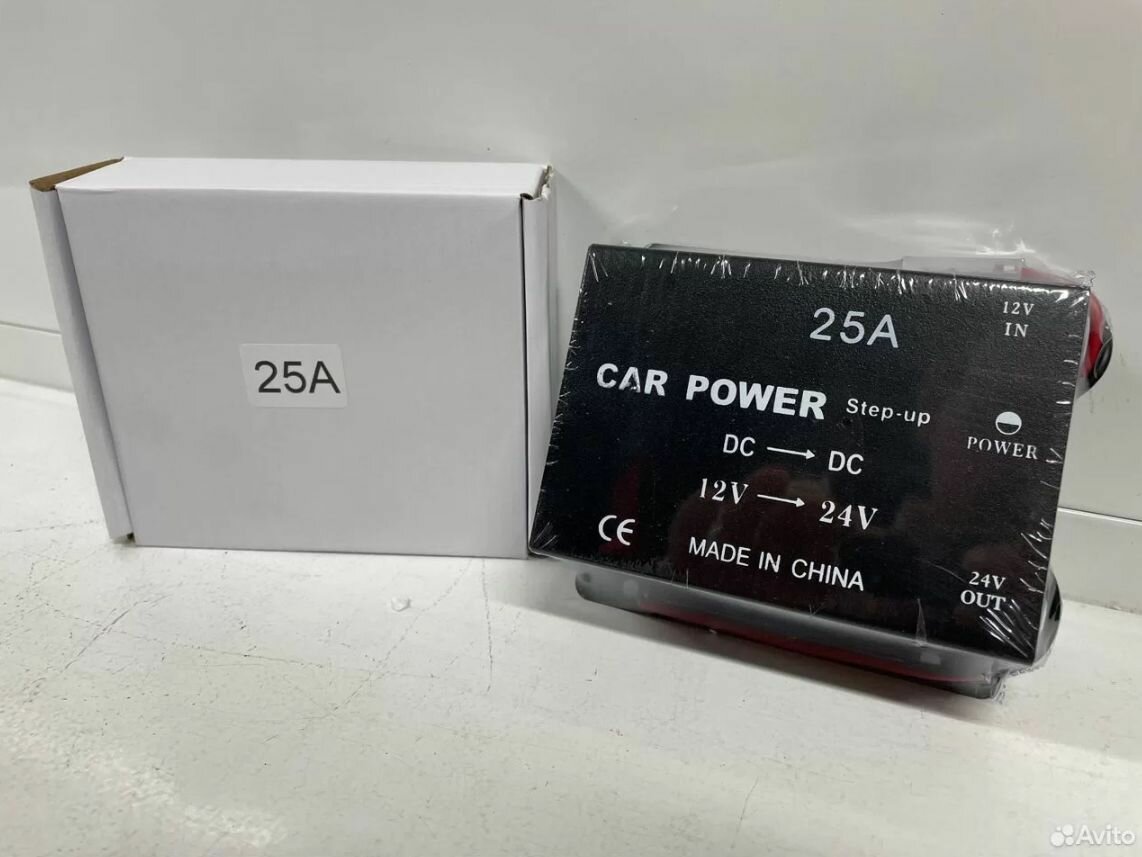 25A
25A
12V
IN
CAR POWER Step-up
POWER
DC → DC
12V → 24V
CE
MADE IN CHINA
24V
OUT
Avito